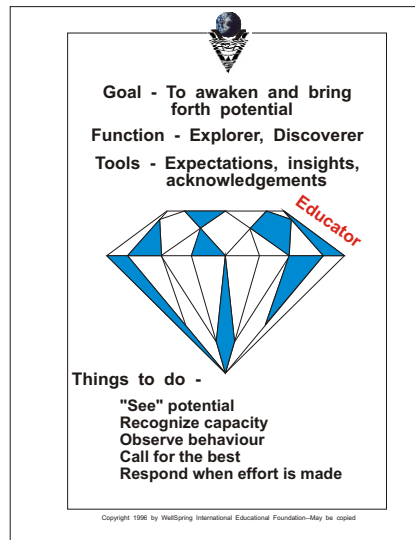 Goal - To awaken and bring
forth potential
Function - Explorer, Discoverer
Tools - Expectations, insights,
acknowledgements
Educator
Things to do -
"See" potential
Recognize capacity
Observe behaviour
Call for the best
Respond when effort is made
Copyright 1996 by WellSpring International Educational Foundation--May be copied